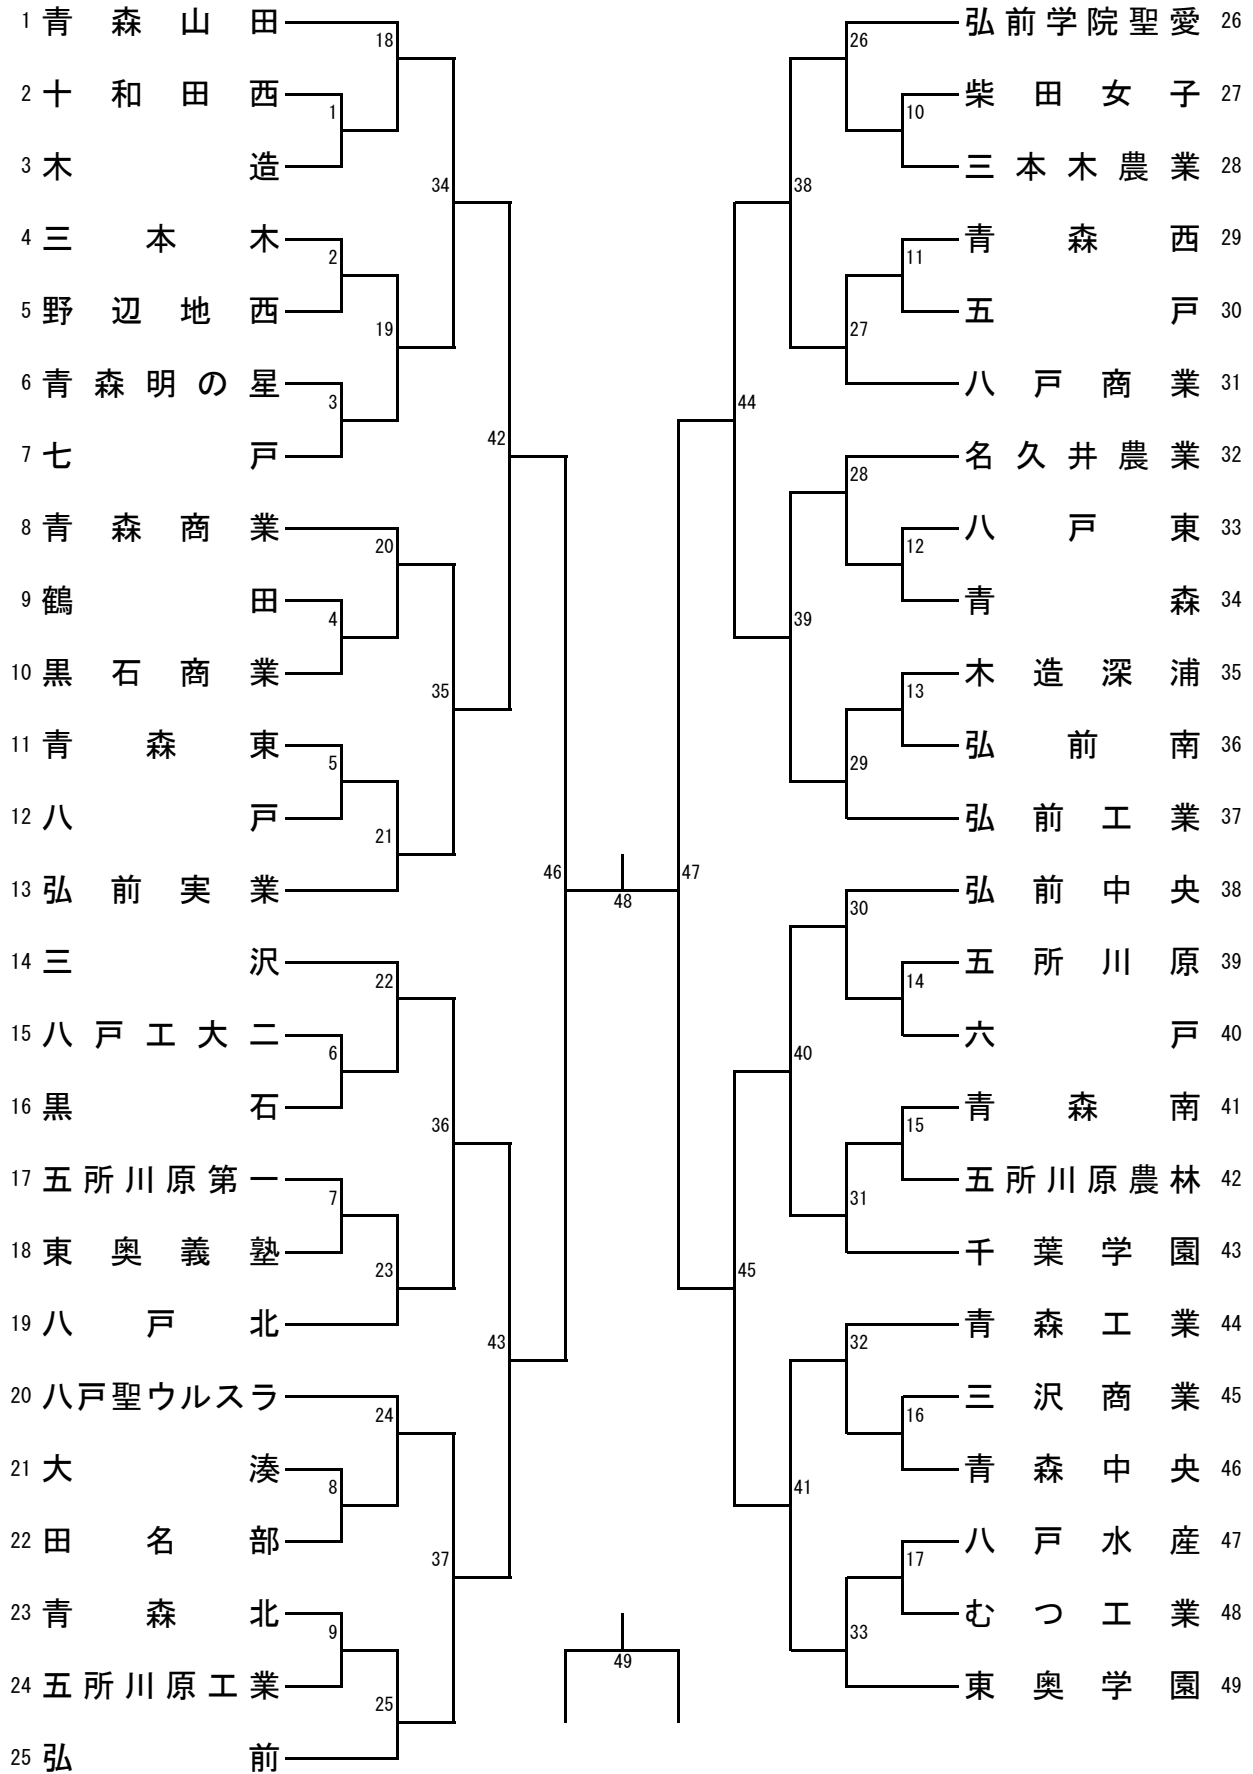 1 青森山田
2 十和田西
3 木造
4 三本木
5 野辺地西
6 青森明の星
7 七戸
8 青森商業
9 鶴田
10 黒石商業
11 青森東
12 八戸
13 弘前実業
14 三沢
15 八戸工大二
16 黒石
17 五所川原第一
18 東奥義塾
19 八戸北
20 八戸聖ウルスラ
21 大湊
22 田名部
23 青森北
24 五所川原工業
25 弘前
1
2
3
4
5
6
7
8
9
18
19
20
21
22
23
24
25
34
35
36
37
42
43
46
48
49
47
44
45
38
39
40
41
26
27
28
29
30
31
32
33
10
11
12
13
14
15
16
17
弘前学院聖愛 26
柴田女子 27
三本木農業 28
青森西 29
五戸 30
八戸商業 31
名久井農業 32
八戸東 33
青森 34
木造深浦 35
弘前南 36
弘前工業 37
弘前中央 38
五所川原 39
六戸 40
青森南 41
五所川原農林 42
千葉学園 43
青森工業 44
三沢商業 45
青森中央 46
八戸水産 47
むつ工業 48
東奥学園 49